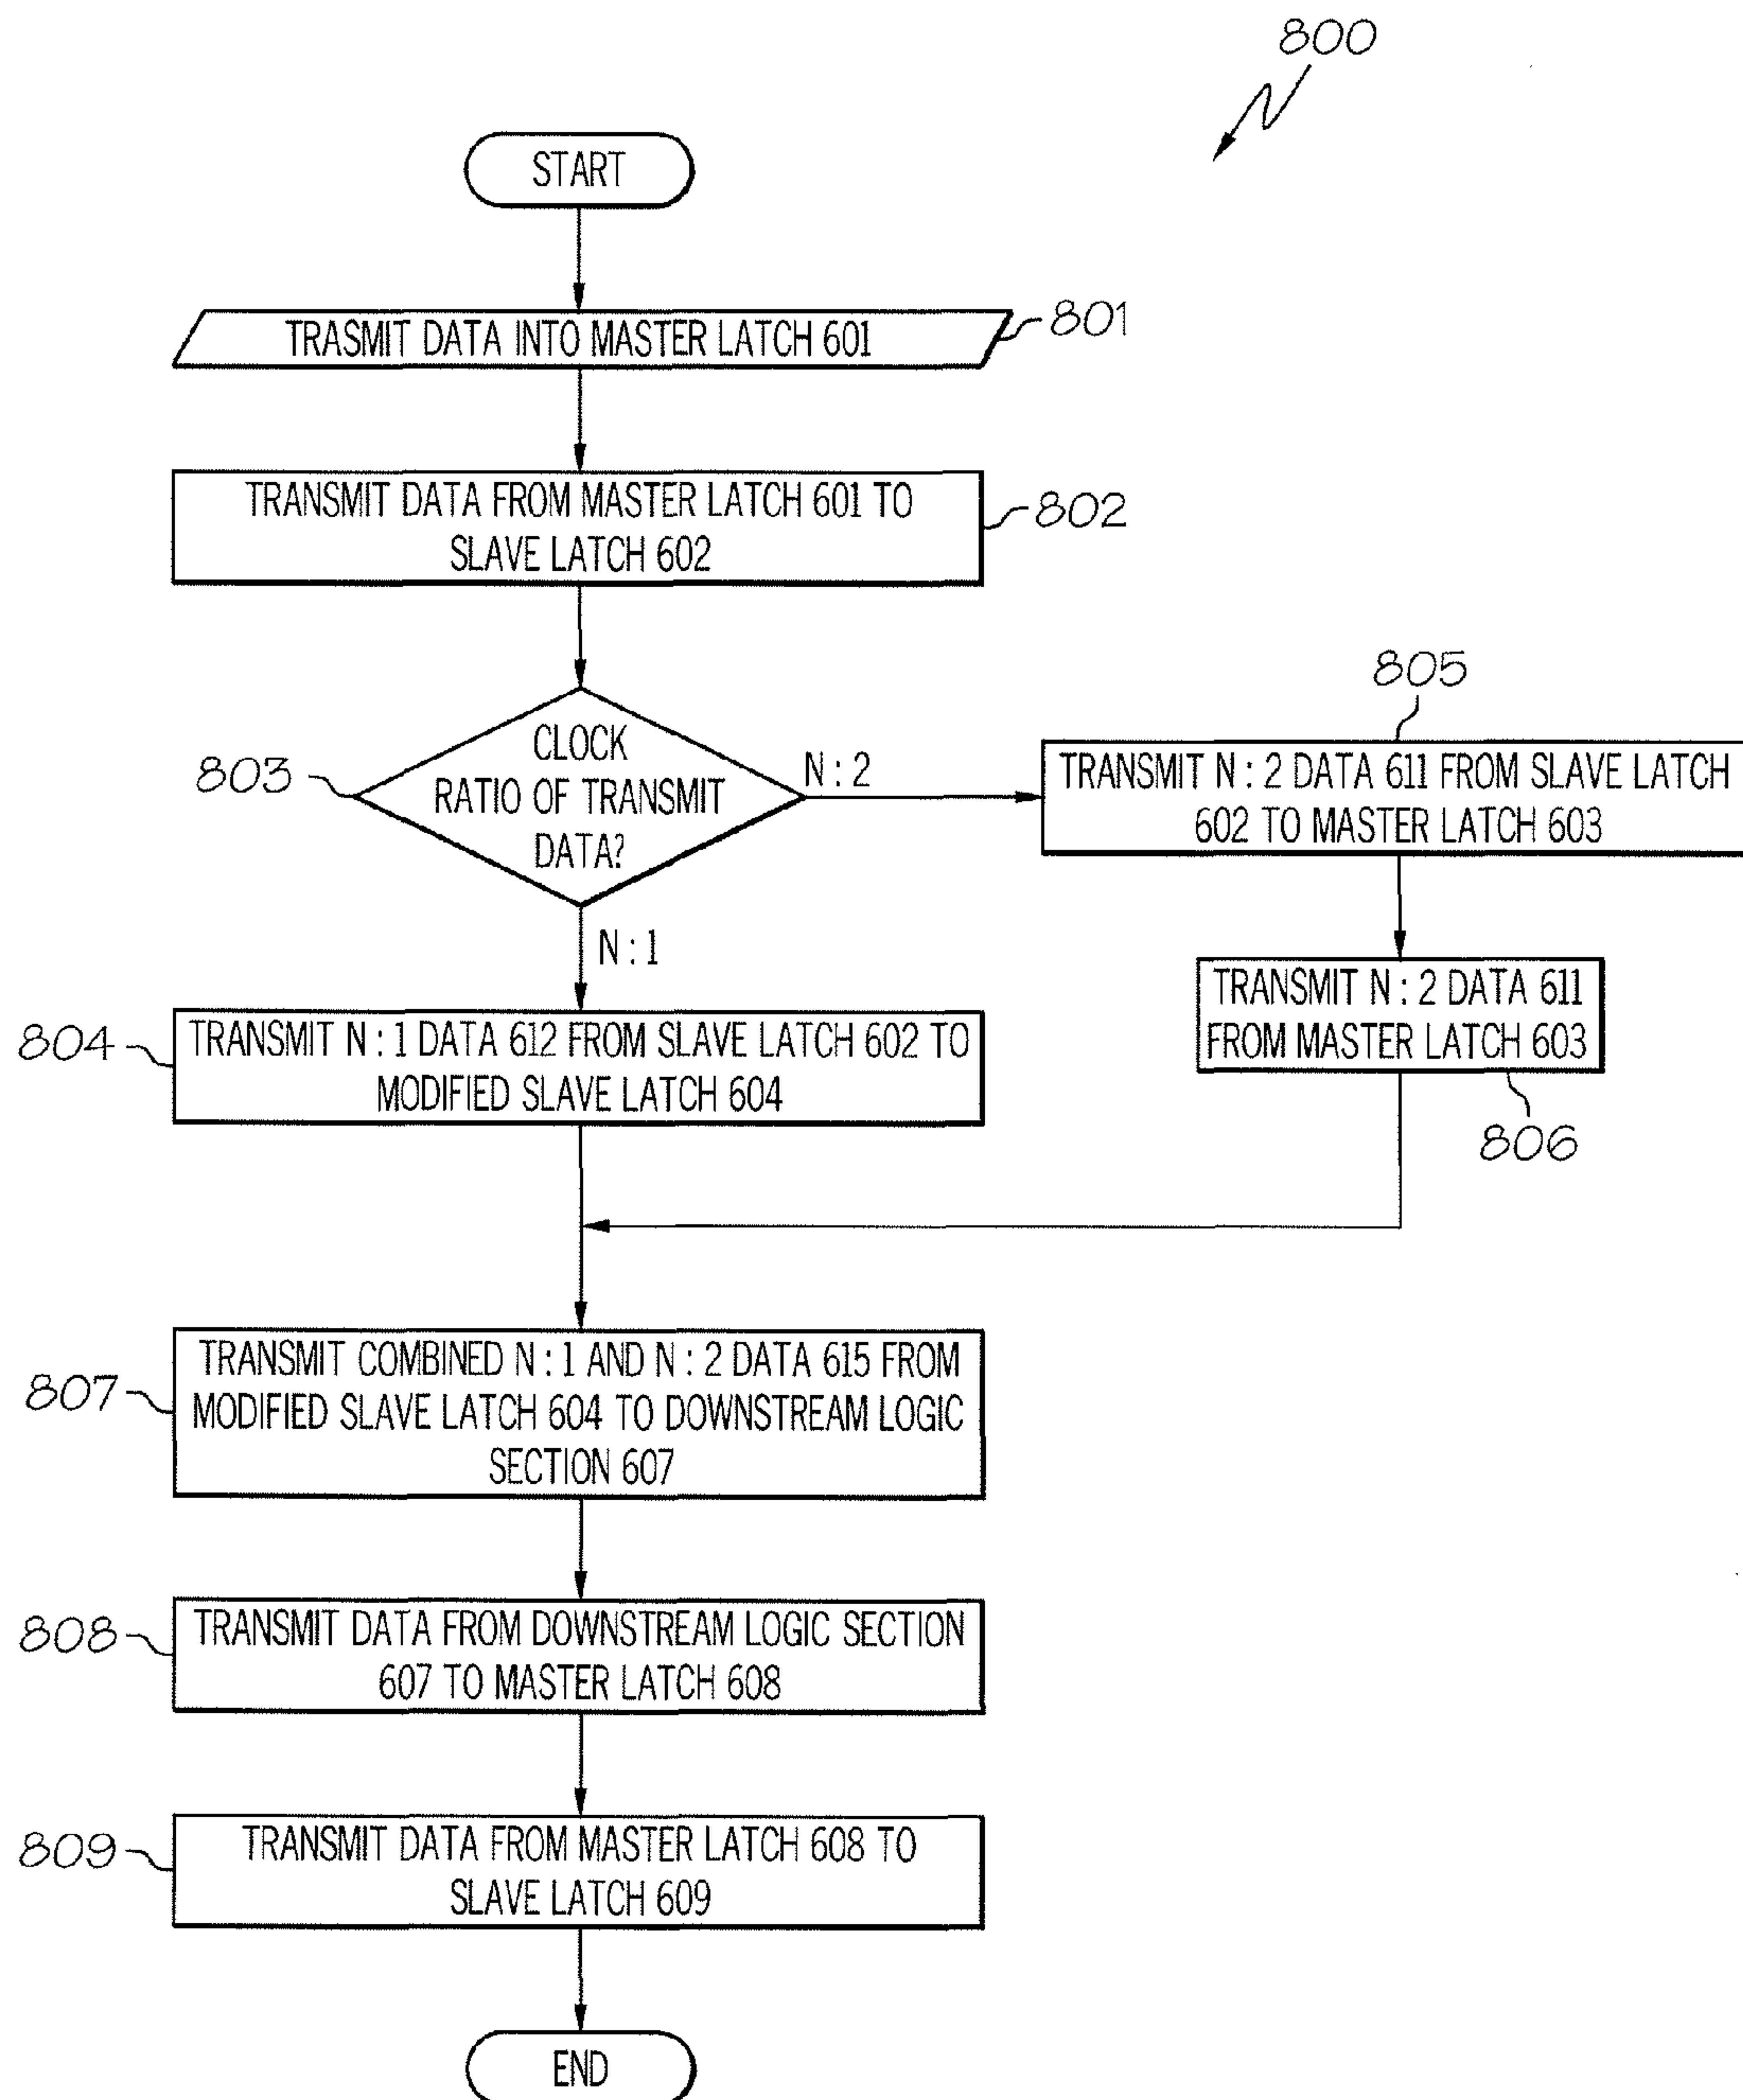 800
START
TRASMIT DATA INTO MASTER LATCH 601
801
TRANSMIT DATA FROM MASTER LATCH 601 TO
SLAVE LATCH 602
802
803
CLOCK
RATIO OF TRANSMIT
DATA?
N : 2
805
TRANSMIT N : 2 DATA 611 FROM SLAVE LATCH
602 TO MASTER LATCH 603
N : 1
TRANSMIT N : 2 DATA 611
FROM MASTER LATCH 603
806
804
TRANSMIT N : 1 DATA 612 FROM SLAVE LATCH 602 TO
MODIFIED SLAVE LATCH 604
807
TRANSMIT COMBINED N : 1 AND N : 2 DATA 615 FROM
MODIFIED SLAVE LATCH 604 TO DOWNSTREAM LOGIC
SECTION 607
808
TRANSMIT DATA FROM DOWNSTREAM LOGIC SECTION
607 TO MASTER LATCH 608
809
TRANSMIT DATA FROM MASTER LATCH 608 TO
SLAVE LATCH 609
END